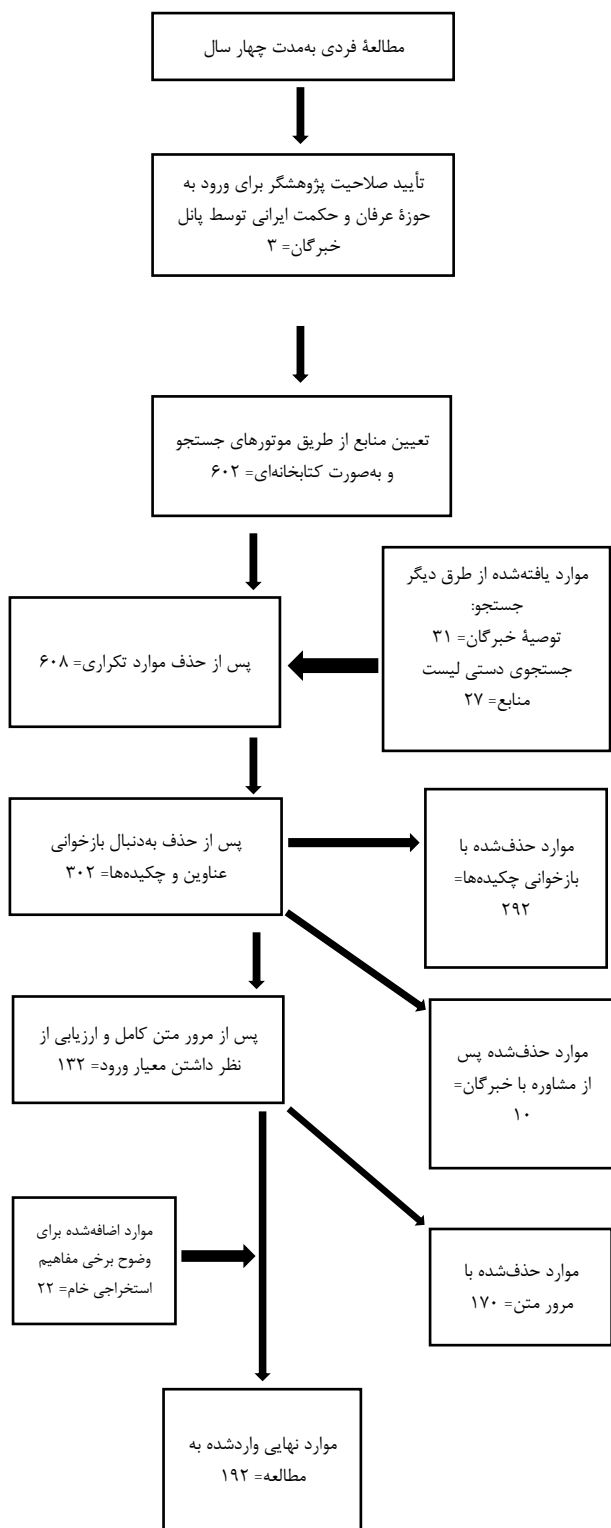 مطالعۀ فردی به‌مدت چهار سال
تأیید صلاحیت پژوهشگر برای ورود به
حوزۀ عرفان و حکمت ایرانی توسط پانل
خبرگان= ۳
تعیین منابع از طریق موتورهای جستجو
و به‌صورت کتابخانه‌ای= ۶۰۲
موارد یافته‌شده از طرق دیگر
جستجو:
توصیۀ خبرگان= ۳۱
جستجوی دستی لیست
منابع= ۲۷
پس از حذف موارد تکراری= ۶۰۸
پس از حذف به‌دنبال بازخوانی
عناوین و چکیده‌ها= ۳۰۲
موارد حذف‌شده با
بازخوانی چکیده‌ها=
۲۹۲
پس از مرور متن کامل و ارزیابی از
نظر داشتن معیار ورود= ۱۳۲
موارد حذف‌شده پس
از مشاوره با خبرگان=
۱۰
موارد اضافه‌شده برای
وضوح برخی مفاهیم
استخراجی خام= ۲۲
موارد حذف‌شده با
مرور متن= ۱۷۰
موارد نهایی واردشده به
مطالعه= ۱۹۲